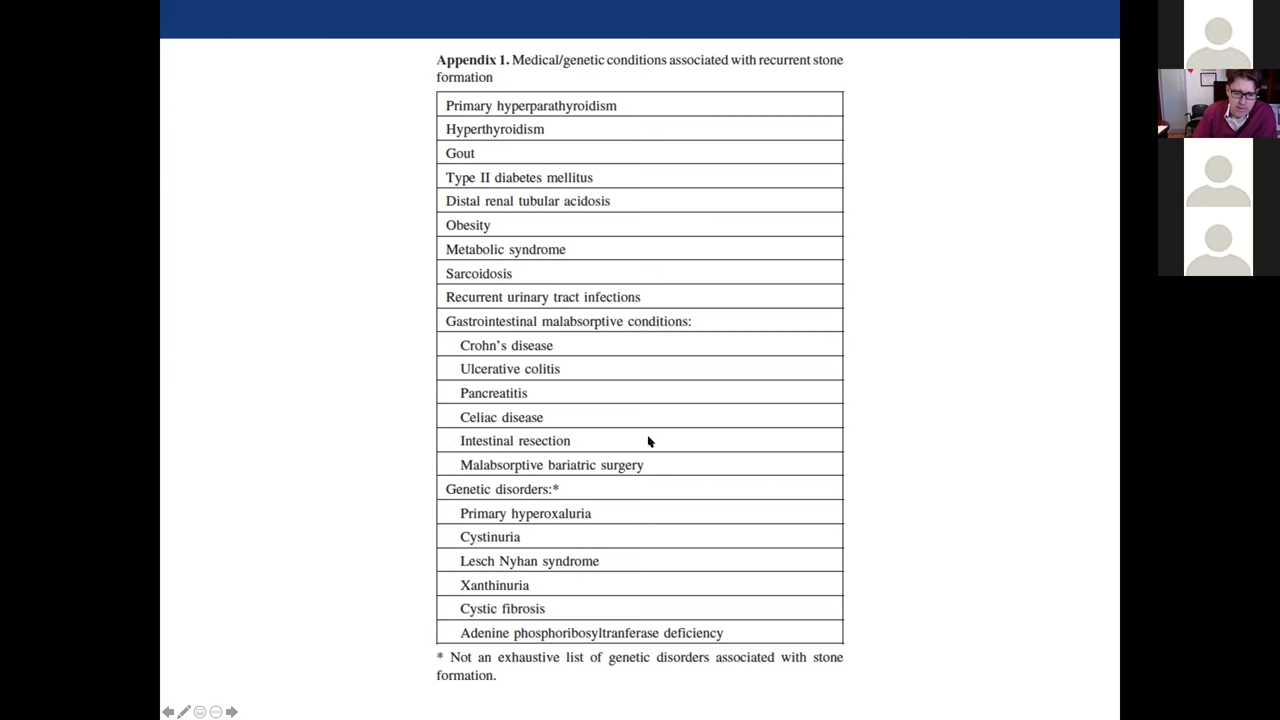 Appendix 1. Medical/genetic conditions associated with recurrent stone
formation
Primary hyperparathyroidism
Hyperthyroidism
Gout
Type II diabetes mellitus
Distal renal tubular acidosis
Obesity
Metabolic syndrome
Sarcoidosis
Recurrent urinary tract infections
Gastrointestinal malabsorptive conditions:
Crohn's disease
Ulcerative colitis
Pancreatitis
Celiac disease
Intestinal resection
Malabsorptive bariatric surgery
Genetic disorders:*
Primary hyperoxaluria
Cystinuria
Lesch Nyhan syndrome
Xanthinuria
Cystic fibrosis
Adenine phosphoribosyltranferase deficiency
* Not an exhaustive list of genetic disorders associated with stone
formation.